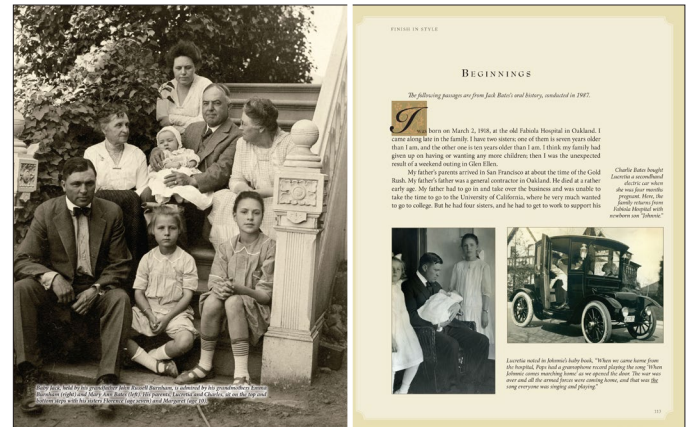 Baby Jack, held by his grandfather John Russell Burnham, is admired by his grandmothers Emma
Burnham (right) and Mary Ann Bates (left). His parents, Lucretia and Charles, sit on the top and
bottom steps with his sisters Florence (age seven) and Margaret (age 10).
FINISH IN STYLE
BEGINNINGS
The following passages are from Jack Bates's oral history, conducted in 1987.
I was born on March 2, 1918, at the old Fabiola Hospital in Oakland. I
came along late in the family. I have two sisters; one of them is seven years older
than I am, and the other one is ten years older than I am. I think my family had
given up on having or wanting any more children; then I was the unexpected
result of a weekend outing in Glen Ellen.
My father's parents arrived in San Francisco at about the time of the Gold
Rush. My father's father was a general contractor in Oakland. He died at a rather
early age. My father had to go in and take over the business and was unable to
take the time to go to the University of California, where he very much wanted
to go to college. But he had four sisters, and he had to get to work to support his
Charlie Bates bought
Lucretia a secondhand
electric car when
she was four months
pregnant. Here, the
family returns from
Fabiola Hospital with
newborn son "Johnie."
Lucretia noted in Johnie's baby book, "When we came home from the
hospital, Papa had a gramophone record playing the song 'When
Johnnie comes marching home' as we opened the door. The war was
over and all the armed forces were coming home, and that was the
song everyone was singing and playing."